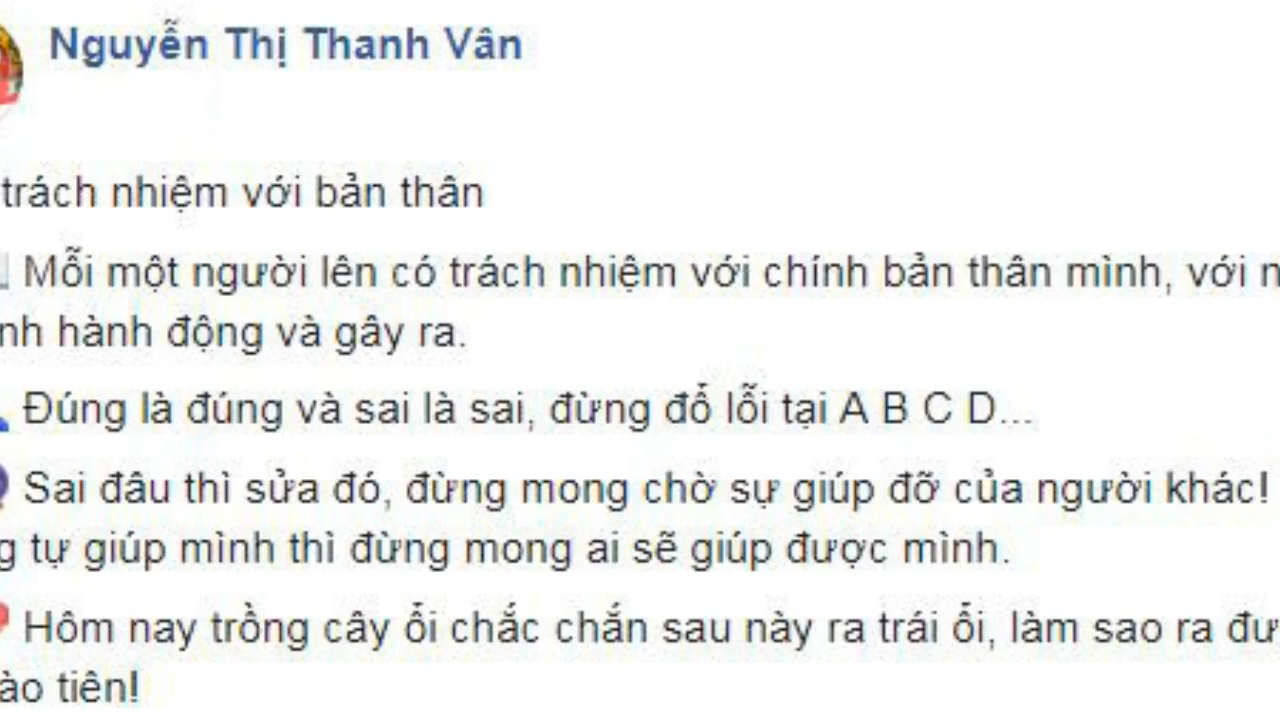 Nguyễn Thị Thanh Vân
trách nhiệm với bản thân
Mỗi một người lên có trách nhiệm với chính bản thân mình, với
hành động và gây ra.
Đúng là đúng và sai là sai, đừng đổ lỗi tại A B C D...
Sai đâu thì sửa đó, đừng mong chờ sự giúp đỡ của người khác!
tự giúp mình thì đừng mong ai sẽ giúp được mình.
Hôm nay trồng cây ổi chắc chắn sau này ra trái ổi, làm sao ra
tiên!